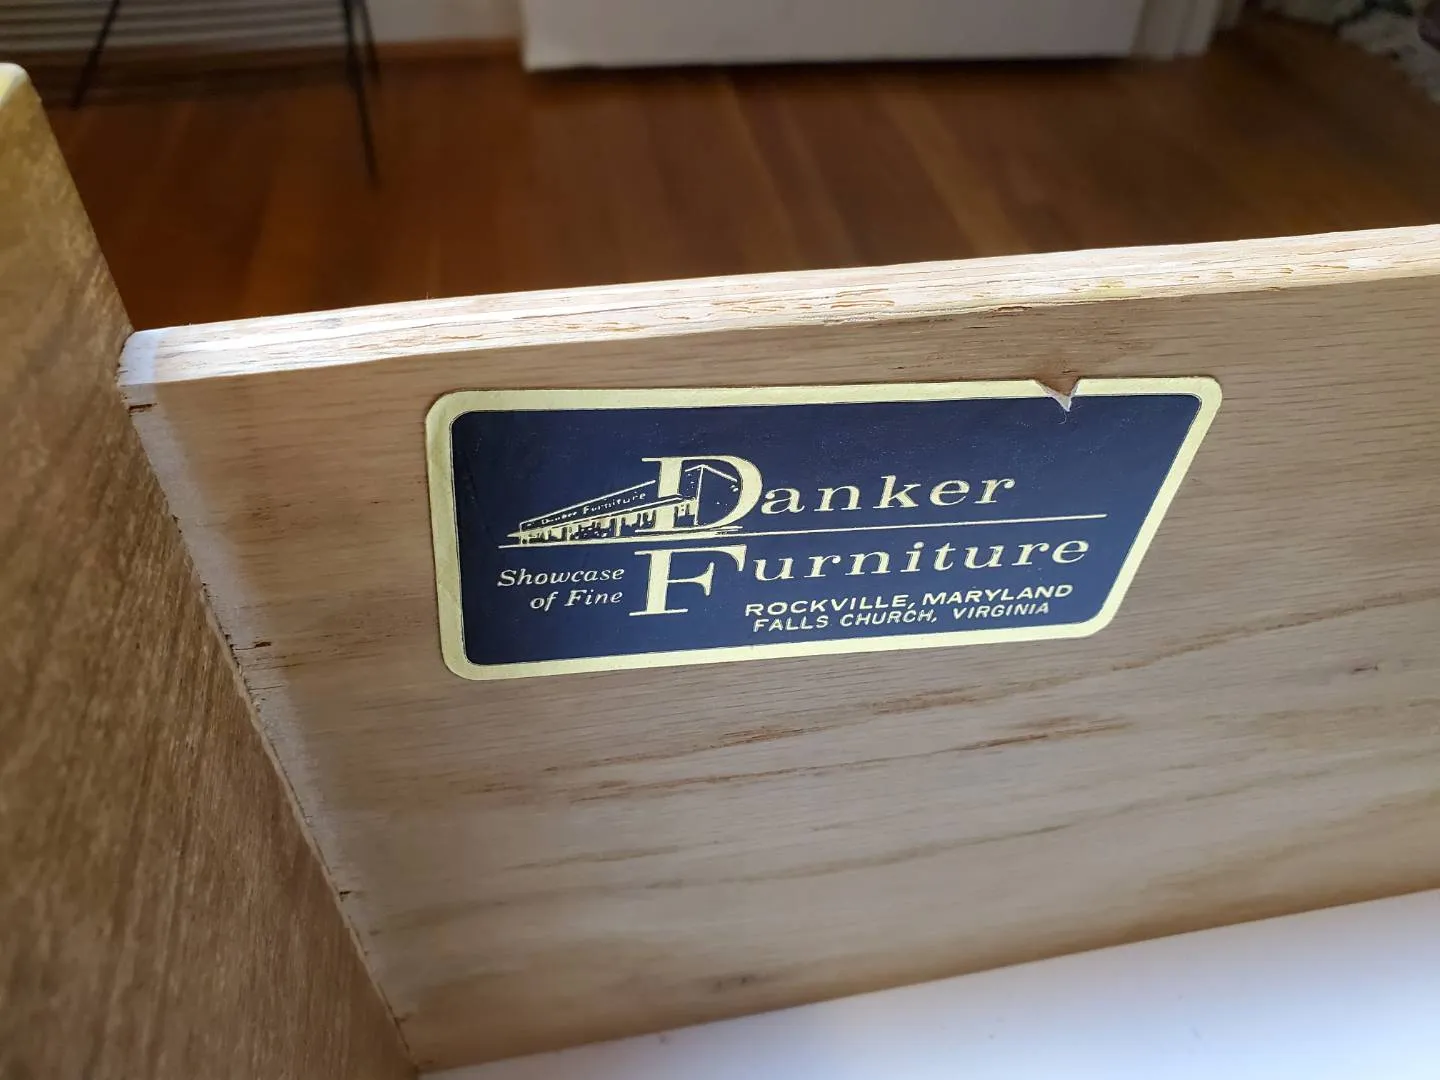 Danker Furniture
Danker
Showcase of Fine
Furniture
ROCKVILLE, MARYLAND
FALLS CHURCH, VIRGINIA